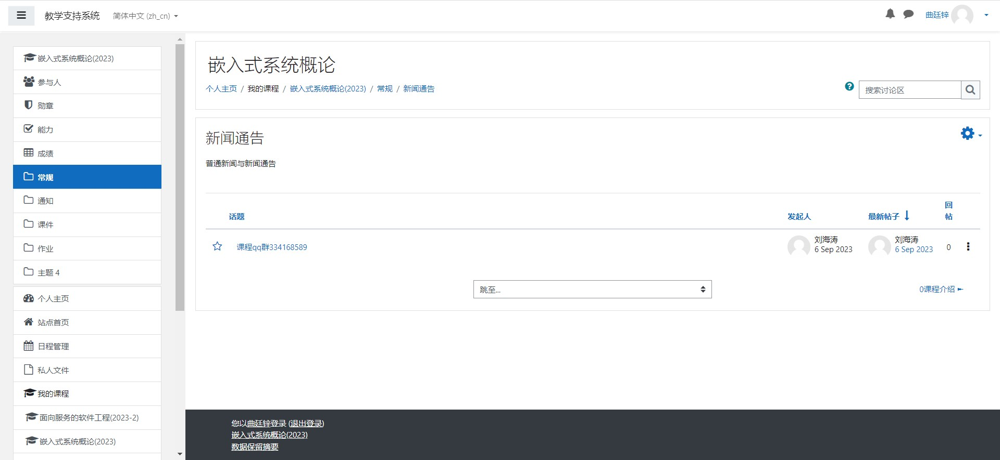 教学支持系统
简体中文 (zh_cn)
曲廷锌
嵌入式系统概论(2023)
参与人
勋章
能力
成绩
常规
通知
课件
作业
主题 4
个人主页
站点首页
日程管理
私人文件
我的课程
面向服务的软件工程(2023-2)
嵌入式系统概论(2023)
嵌入式系统概论
个人主页 / 我的课程 / 嵌入式系统概论(2023) / 常规 / 新闻通告
搜索讨论区
新闻通告
普通新闻与新闻通告
话题
发起人
最新帖子
回
帖
课程qq群334168589
刘海涛
6 Sep 2023
刘海涛
6 Sep 2023
0
跳至...
0课程介绍
您以曲廷锌登录 (退出登录)
嵌入式系统概论(2023)
数据保留摘要